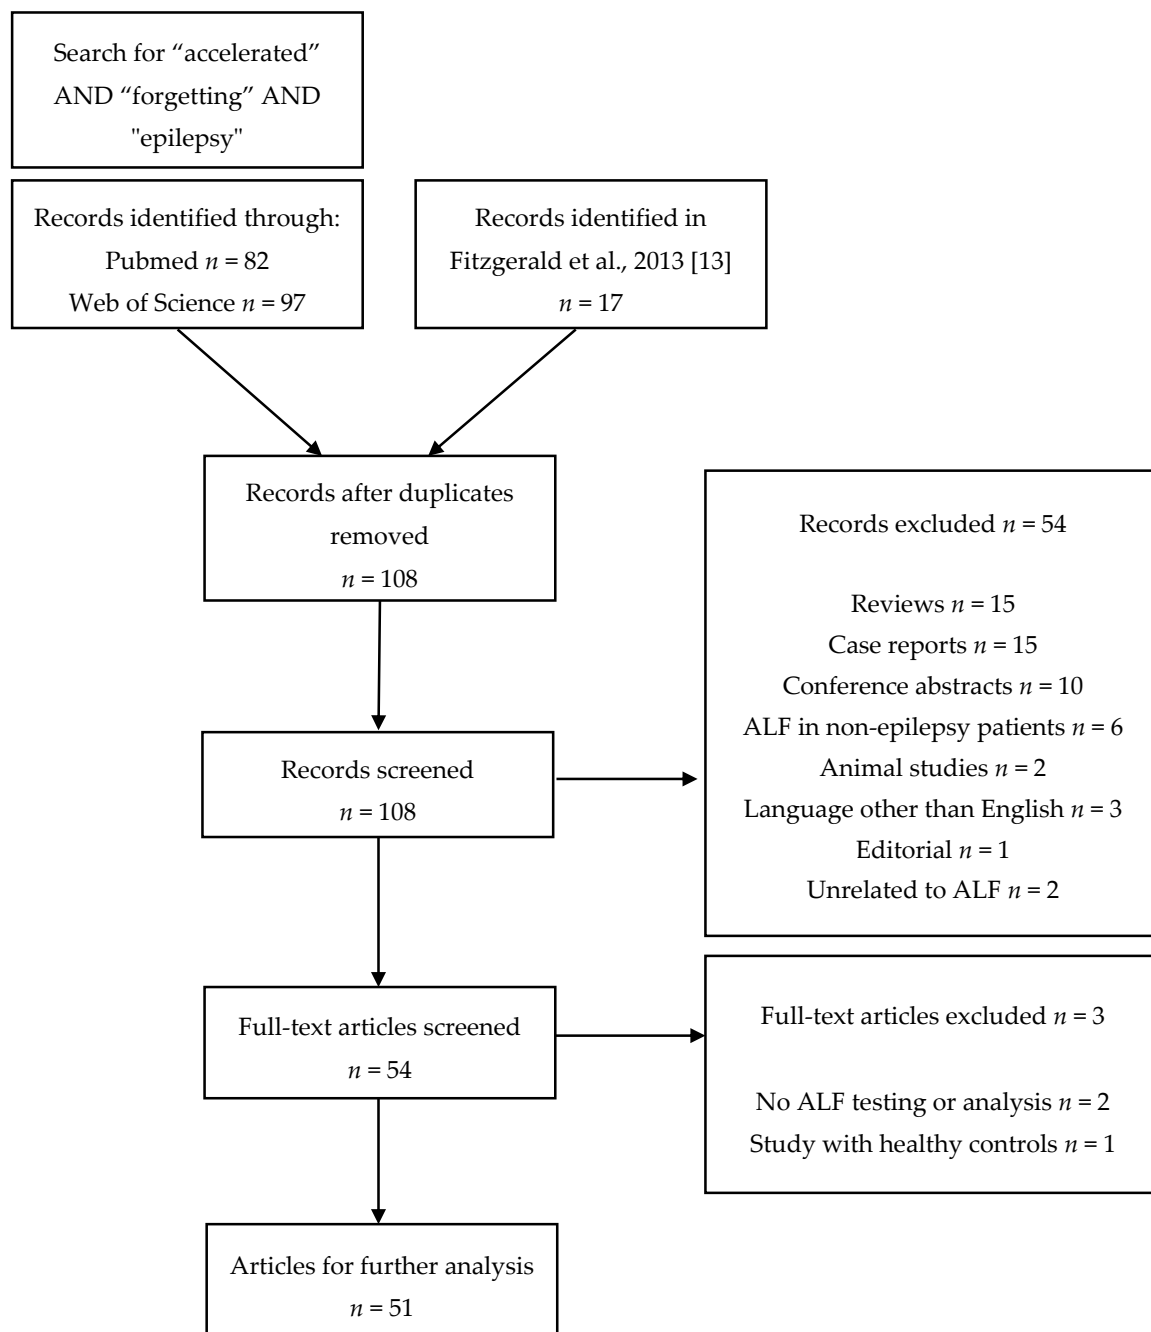 Search for “accelerated”
AND “forgetting” AND
"epilepsy"
Records identified through:
Pubmed n = 82
Web of Science n = 97
Records identified in
Fitzgerald et al., 2013 [13]
n = 17
Records after duplicates
removed
n = 108
Records screened
n = 108
Records excluded n = 54
Reviews n = 15
Case reports n = 15
Conference abstracts n = 10
ALF in non-epilepsy patients n = 6
Animal studies n = 2
Language other than English n = 3
Editorial n = 1
Unrelated to ALF n = 2
Full-text articles screened
n = 54
Full-text articles excluded n = 3
No ALF testing or analysis n = 2
Study with healthy controls n = 1
Articles for further analysis
n = 51